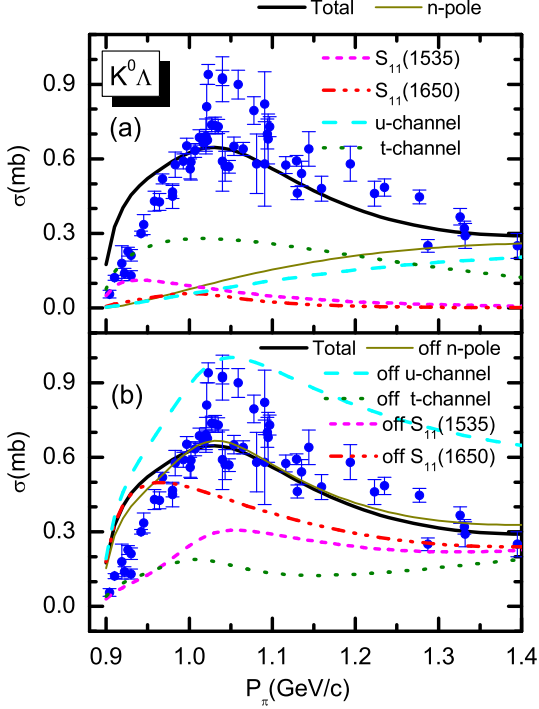 Total n-pole
K⁰Λ
(a)
S₁₁(1535)
S₁₁(1650)
u-channel
t-channel
σ(mb)
0.9
0.6
0.3
0.0
(b)
Total off n-pole
off u-channel
off t-channel
off S₁₁(1535)
off S₁₁(1650)
σ(mb)
0.9
0.6
0.3
0.0
0.9 1.0 1.1 1.2 1.3 1.4
P_π(GeV/c)